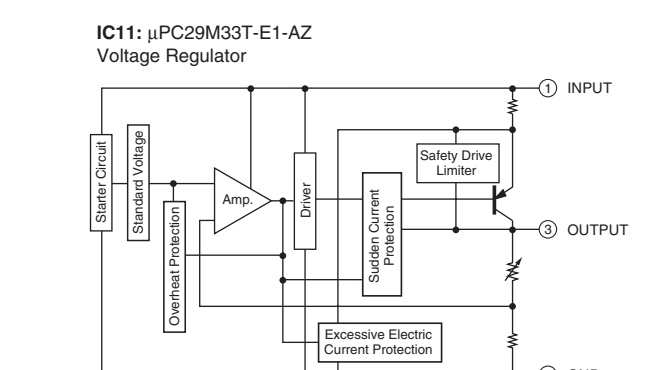 IC11: µPC29M33T-E1-AZ
Voltage Regulator
1 INPUT
Starter Circuit
Standard Voltage
Overheat Protection
Amp.
Driver
Sudden Current
Protection
Safety Drive
Limiter
3 OUTPUT
Excessive Electric
Current Protection